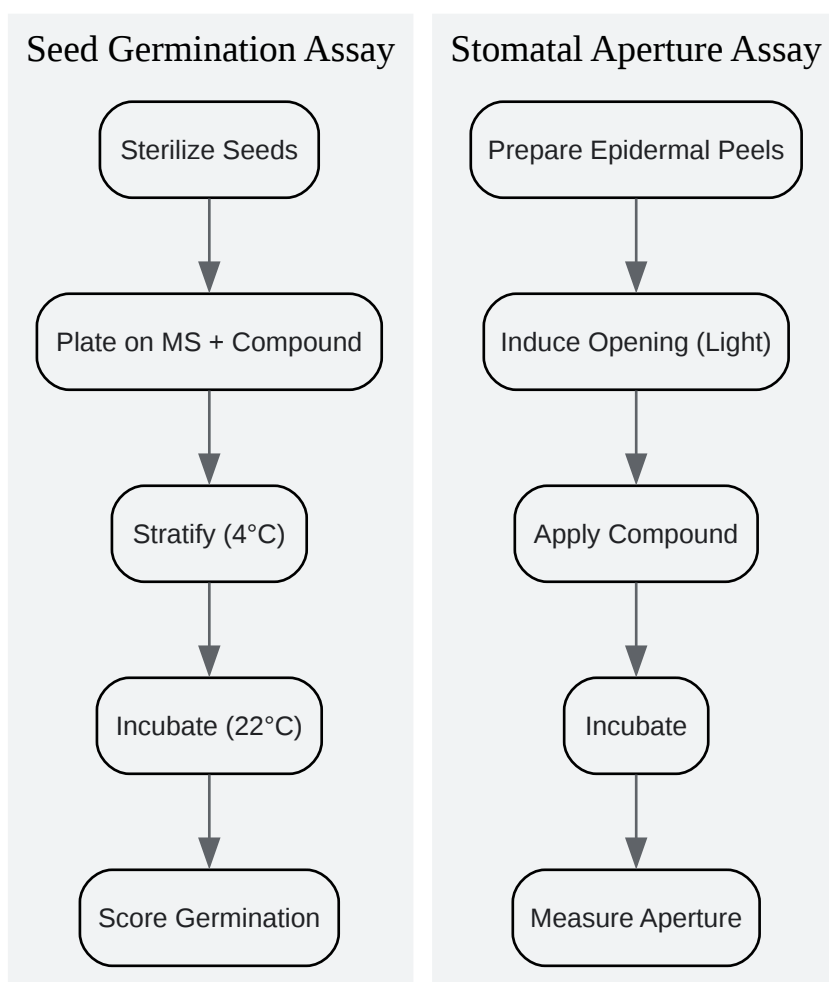 Seed Germination Assay
Sterilize Seeds
Plate on MS + Compound
Stratify (4°C)
Incubate (22°C)
Score Germination
Stomatal Aperture Assay
Prepare Epidermal Peels
Induce Opening (Light)
Apply Compound
Incubate
Measure Aperture